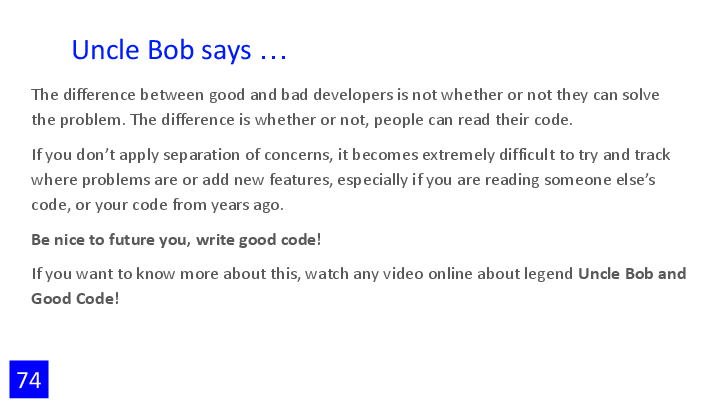 Uncle Bob says …
The difference between good and bad developers is not whether or not they can solve
the problem. The difference is whether or not, people can read their code.
If you don’t apply separation of concerns, it becomes extremely difficult to try and track
where problems are or add new features, especially if you are reading someone else’s
code, or your code from years ago.
Be nice to future you, write good code!
If you want to know more about this, watch any video online about legend Uncle Bob and
Good Code!
74